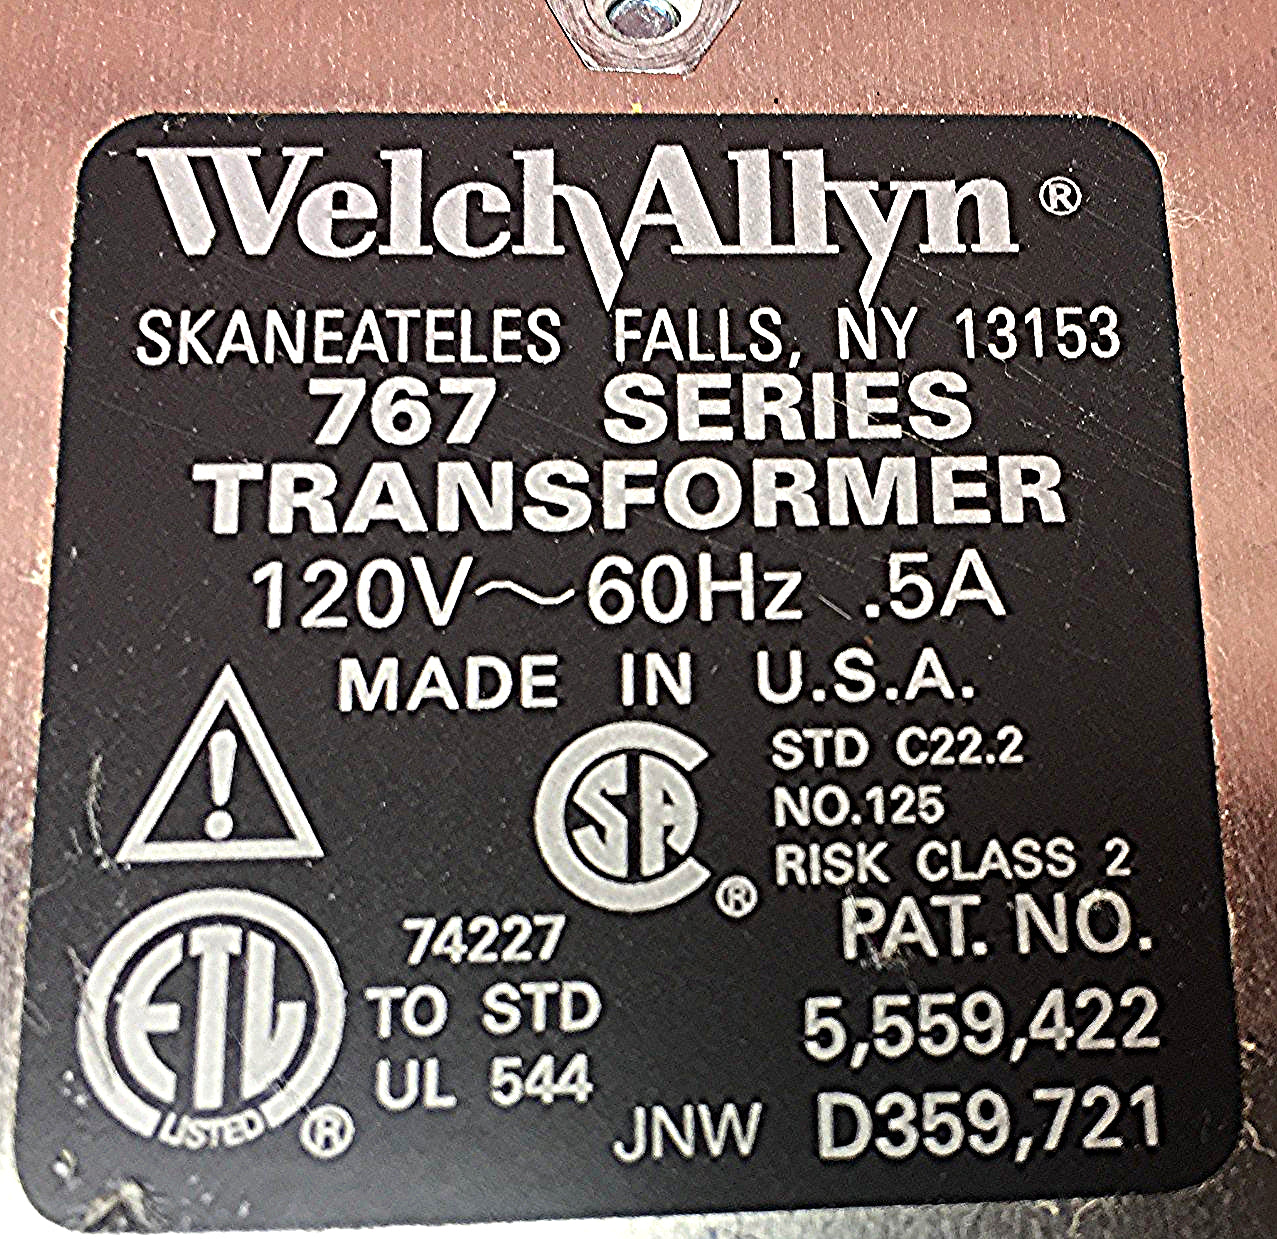 WelchAllyn ®
SKANEATELES FALLS, NY 13153
767 SERIES
TRANSFORMER
120V~60Hz .5A
MADE IN U.S.A.
!
CSA ®
STD C22.2
NO.125
RISK CLASS 2
ETL
LISTED ®
74227
TO STD
UL 544
PAT. NO.
5,559,422
JNW D359,721